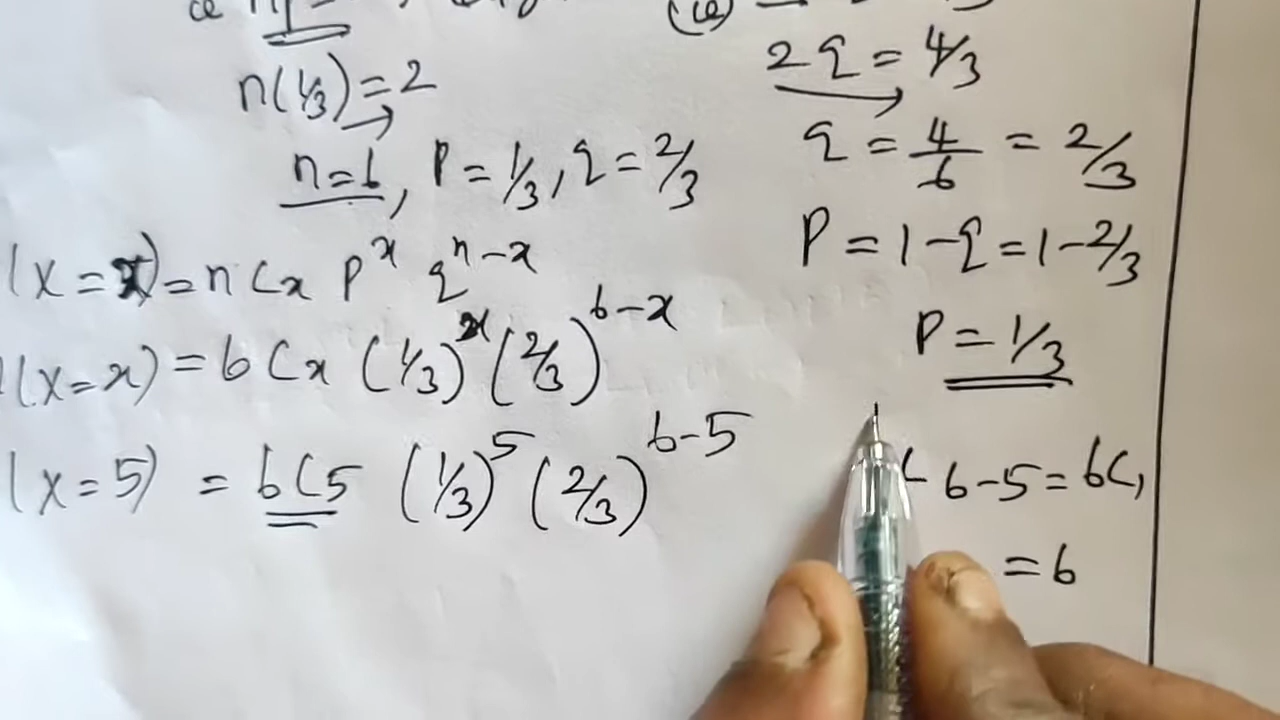 n(1/3) = 2
n = 6, P = 1/3, q = 2/3
(x = x) = nCx P^x q^n-x
(x = x) = 6Cx (1/3)^x (2/3)^6-x
(x = 5) = 6C5 (1/3)^5 (2/3)^6-5
2q = 4/3
q = 4/6 = 2/3
P = 1 - q = 1 - 2/3
P = 1/3
6-5 = 6C1
= 6